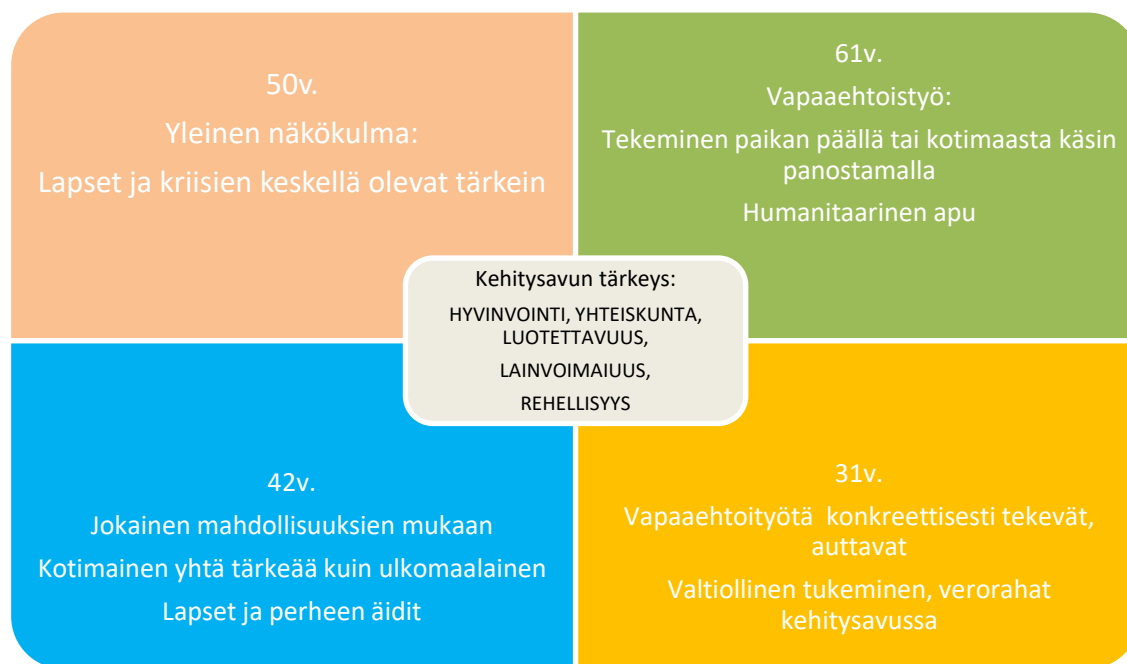 50v.
Yleinen näkökulma:
Lapset ja kriisien keskellä olevat tärkein
61v.
Vapaaehtoistyö:
Tekeminen paikan päällä tai kotimaasta käsin
panostamalla
Humanitaarinen apu
Kehitysavun tärkeys:
HYVINVOINTI, YHTEISKUNTA,
LUOTETTAVUUS,
LAINVOIMAIUUS,
REHELLISYYS
42v.
Jokainen mahdollisuuksien mukaan
Kotimainen yhtä tärkeää kuin ulkomaalainen
Lapset ja perheen äidit
31v.
Vapaaehtoityötä konkreettisesti tekevät,
auttavat
Valtiollinen tukeminen, verorahat
kehitysavussa